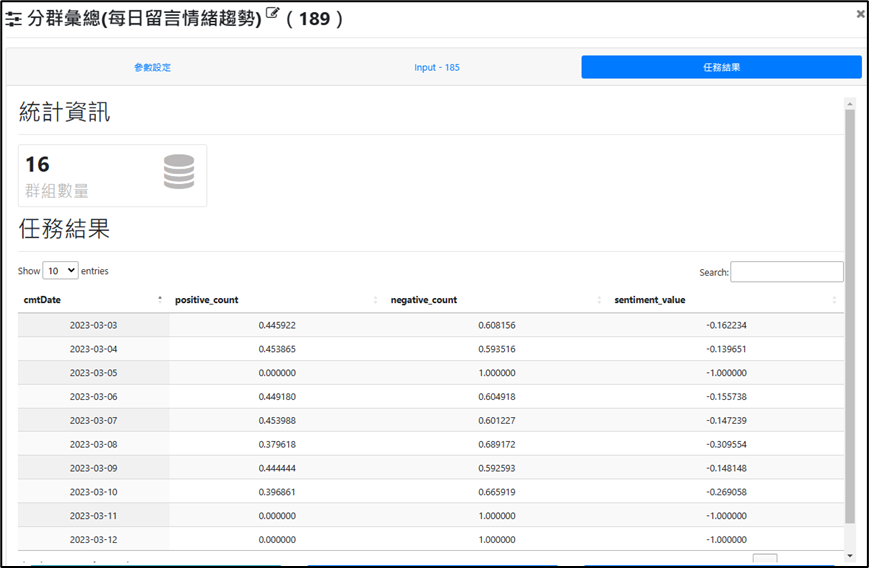 分群彙總(每日留言情緒趨勢) ( 189 ) ×
參數設定 Input - 185 任務結果
統計資訊
16
群組數量
任務結果
Show 10 entries Search:
cmtDate positive_count negative_count sentiment_value
2023-03-03 0.445922 0.608156 -0.162234
2023-03-04 0.453865 0.593516 -0.139651
2023-03-05 0.000000 1.000000 -1.000000
2023-03-06 0.449180 0.604918 -0.155738
2023-03-07 0.453988 0.601227 -0.147239
2023-03-08 0.379618 0.689172 -0.309554
2023-03-09 0.444444 0.592593 -0.148148
2023-03-10 0.396861 0.665919 -0.269058
2023-03-11 0.000000 1.000000 -1.000000
2023-03-12 0.000000 1.000000 -1.000000